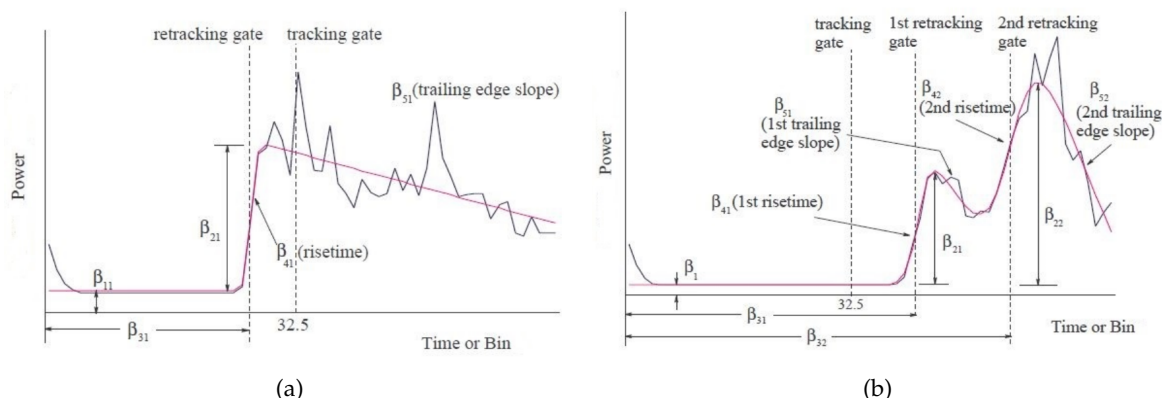 retracking gate
tracking gate
β51(trailing edge slope)
Power
β21
β41 (risetime)
β11
β31
32.5
Time or Bin
(a)
tracking
gate
1st retracking
gate
2nd retracking
gate
β42
(2nd risetime)
β52
(2nd trailing
edge slope)
β51
(1st trailing
edge slope)
Power
β41 (1st risetime)
β21
β22
β1
32.5
β31
β32
Time or Bin
(b)